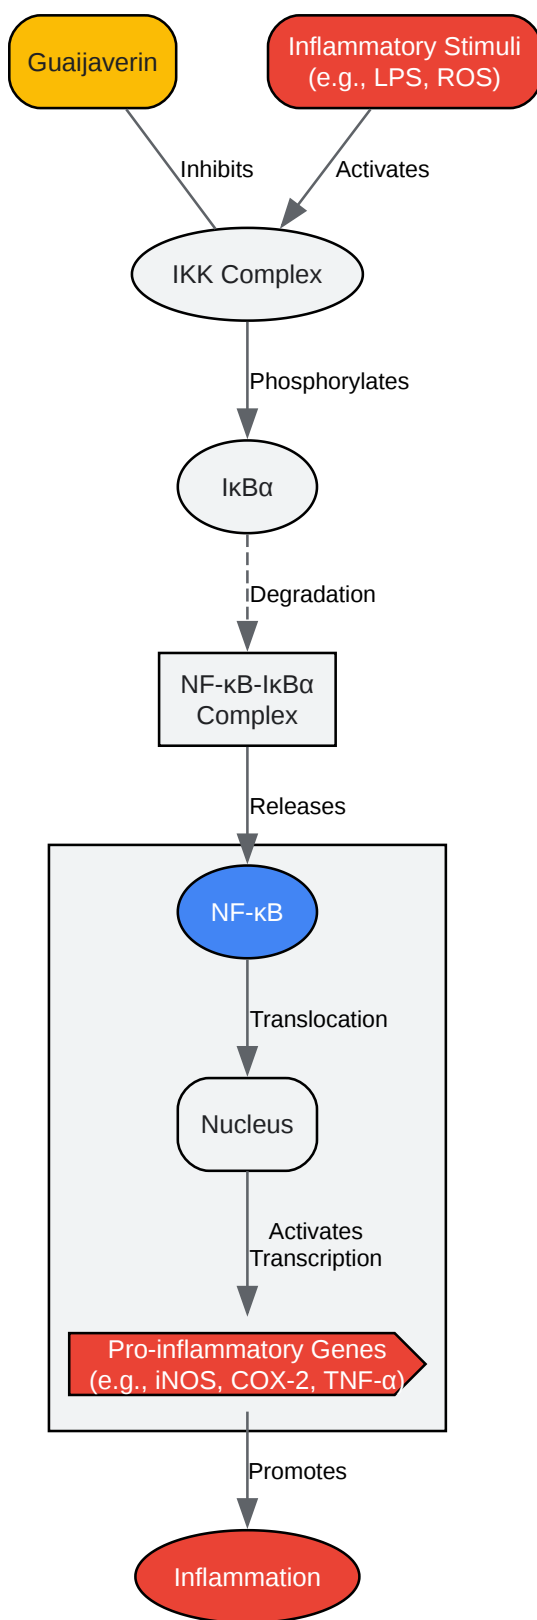 Guaijaverin
Inflammatory Stimuli
(e.g., LPS, ROS)
Inhibits
Activates
IKK Complex
Phosphorylates
IκBα
Degradation
NF-κB-IκBα
Complex
Releases
NF-κB
Translocation
Nucleus
Activates
Transcription
Pro-inflammatory Genes
(e.g., iNOS, COX-2, TNF-α)
Promotes
Inflammation